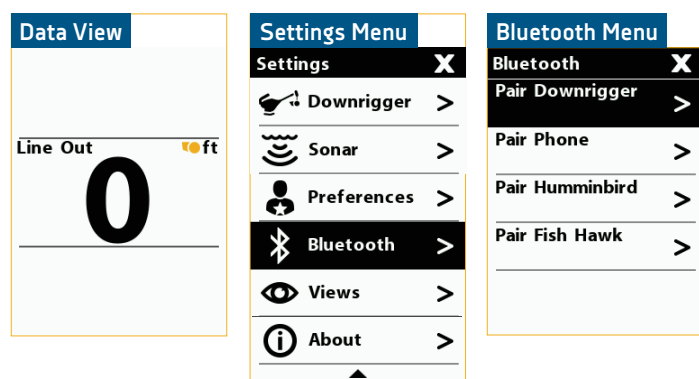 Data View
Line Out ft
0
Settings Menu
Settings X
Downrigger >
Sonar >
Preferences >
Bluetooth >
Views >
About >
Bluetooth Menu
Bluetooth X
Pair Downrigger >
Pair Phone >
Pair Humminbird >
Pair Fish Hawk >